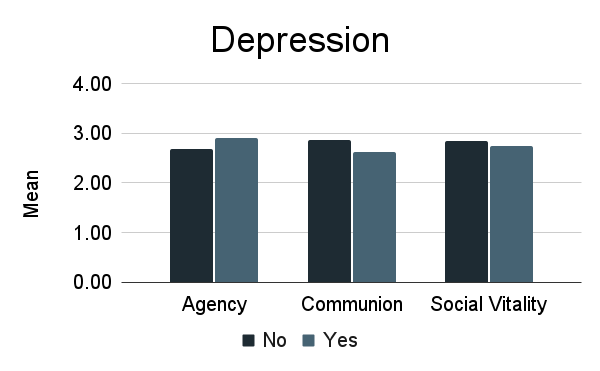 Depression
4.00
3.00
2.00
1.00
0.00
Mean
Agency
Communion
Social Vitality
No
Yes